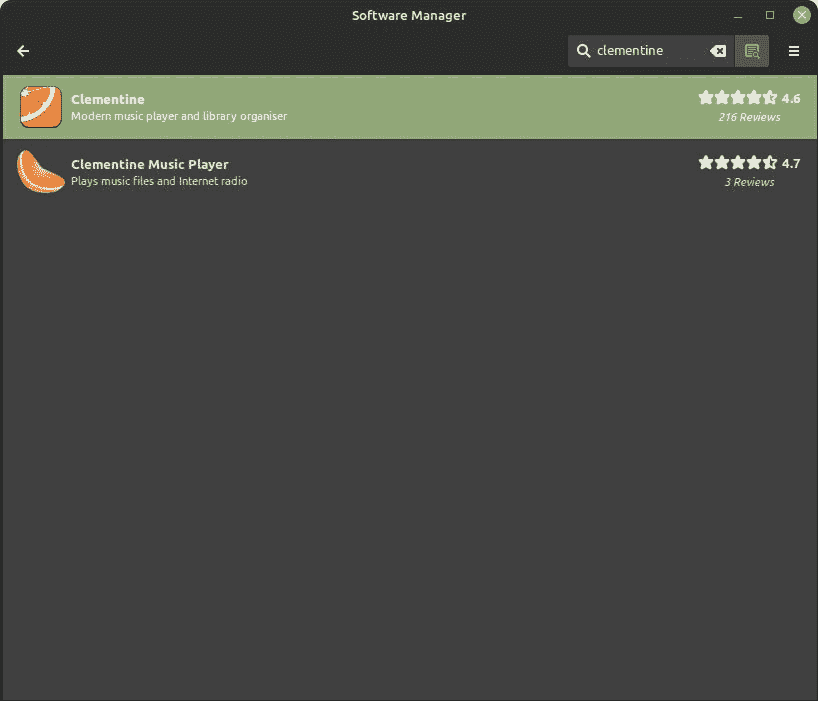 Software Manager
clementine
Clementine
Modern music player and library organiser
4.6
216 Reviews
Clementine Music Player
Plays music files and Internet radio
4.7
3 Reviews